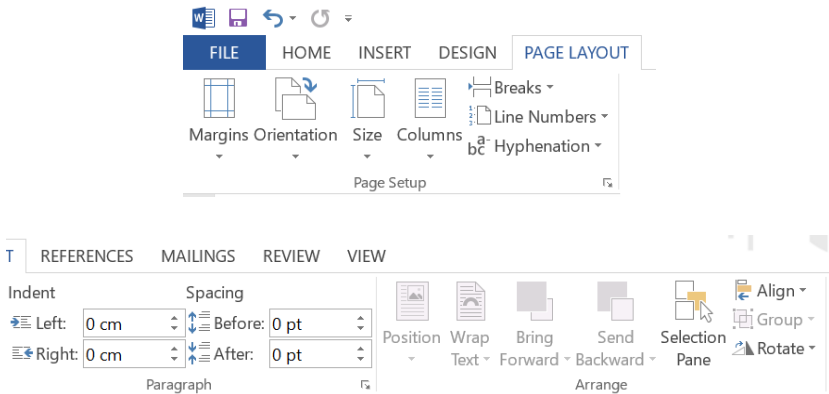 FILE HOME INSERT DESIGN PAGE LAYOUT
Breaks
Line Numbers
Margins Orientation Size Columns
Hyphenation
Page Setup
T REFERENCES MAILINGS REVIEW VIEW
Indent Spacing
Left: 0 cm Before: 0 pt
Right: 0 cm After: 0 pt
Paragraph
Position Wrap Text Bring Forward Send Backward Selection Pane
Align
Group
Rotate
Arrange